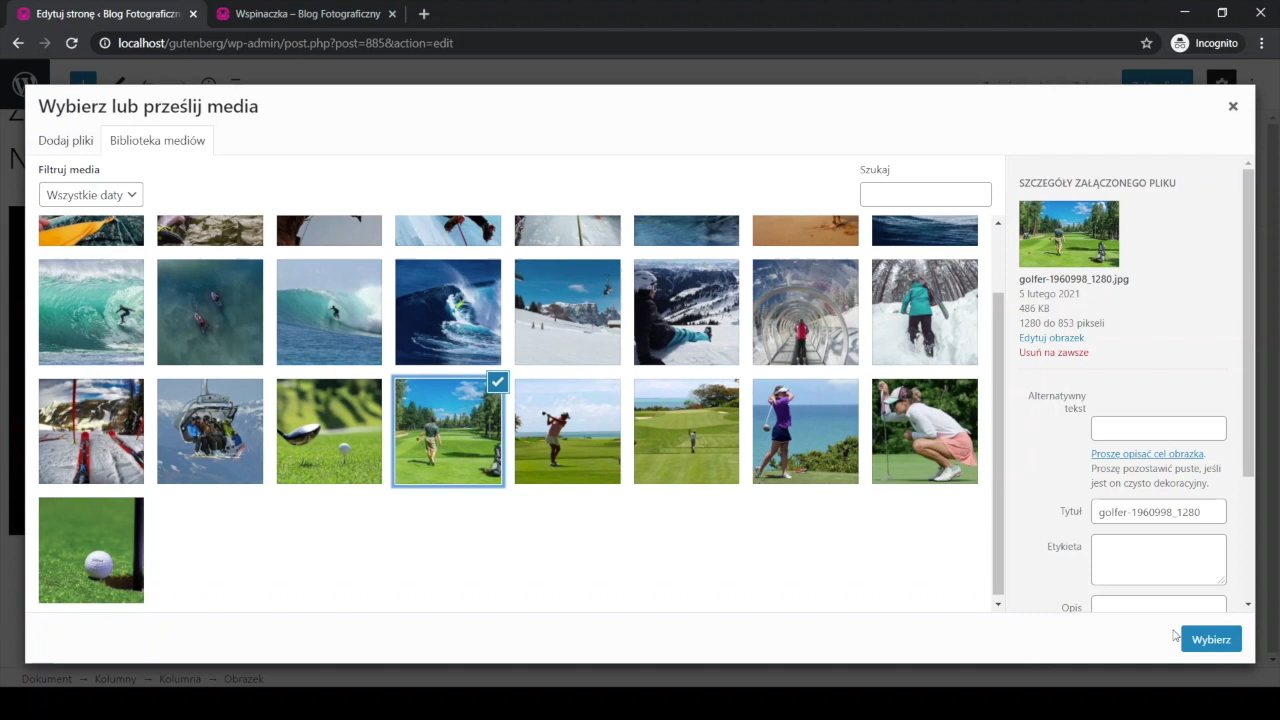 Edytuj stronę ‹ Blog Fotograficzn
Wspinaczka – Blog Fotograficzny
localhost/gutenberg/wp-admin/post.php?post=885&action=edit
Incognito
Wybierz lub prześlij media
Dodaj pliki
Biblioteka mediów
Filtruj media
Wszystkie daty
Szukaj
SZCZEGÓŁY ZAŁĄCZONEGO PLIKU
golfer-1960998_1280.jpg
5 lutego 2021
486 KB
1280 do 853 pikseli
Edytuj obrazek
Usuń na zawsze
Alternatywny
tekst
Proszę opisać cel obrazka.
Proszę pozostawić puste, jeśli
jest on czysto dekoracyjny.
Tytuł
golfer-1960998_1280
Etykieta
Opis
Wybierz
Dokument → Kolumny → Kolumna → Obrazek